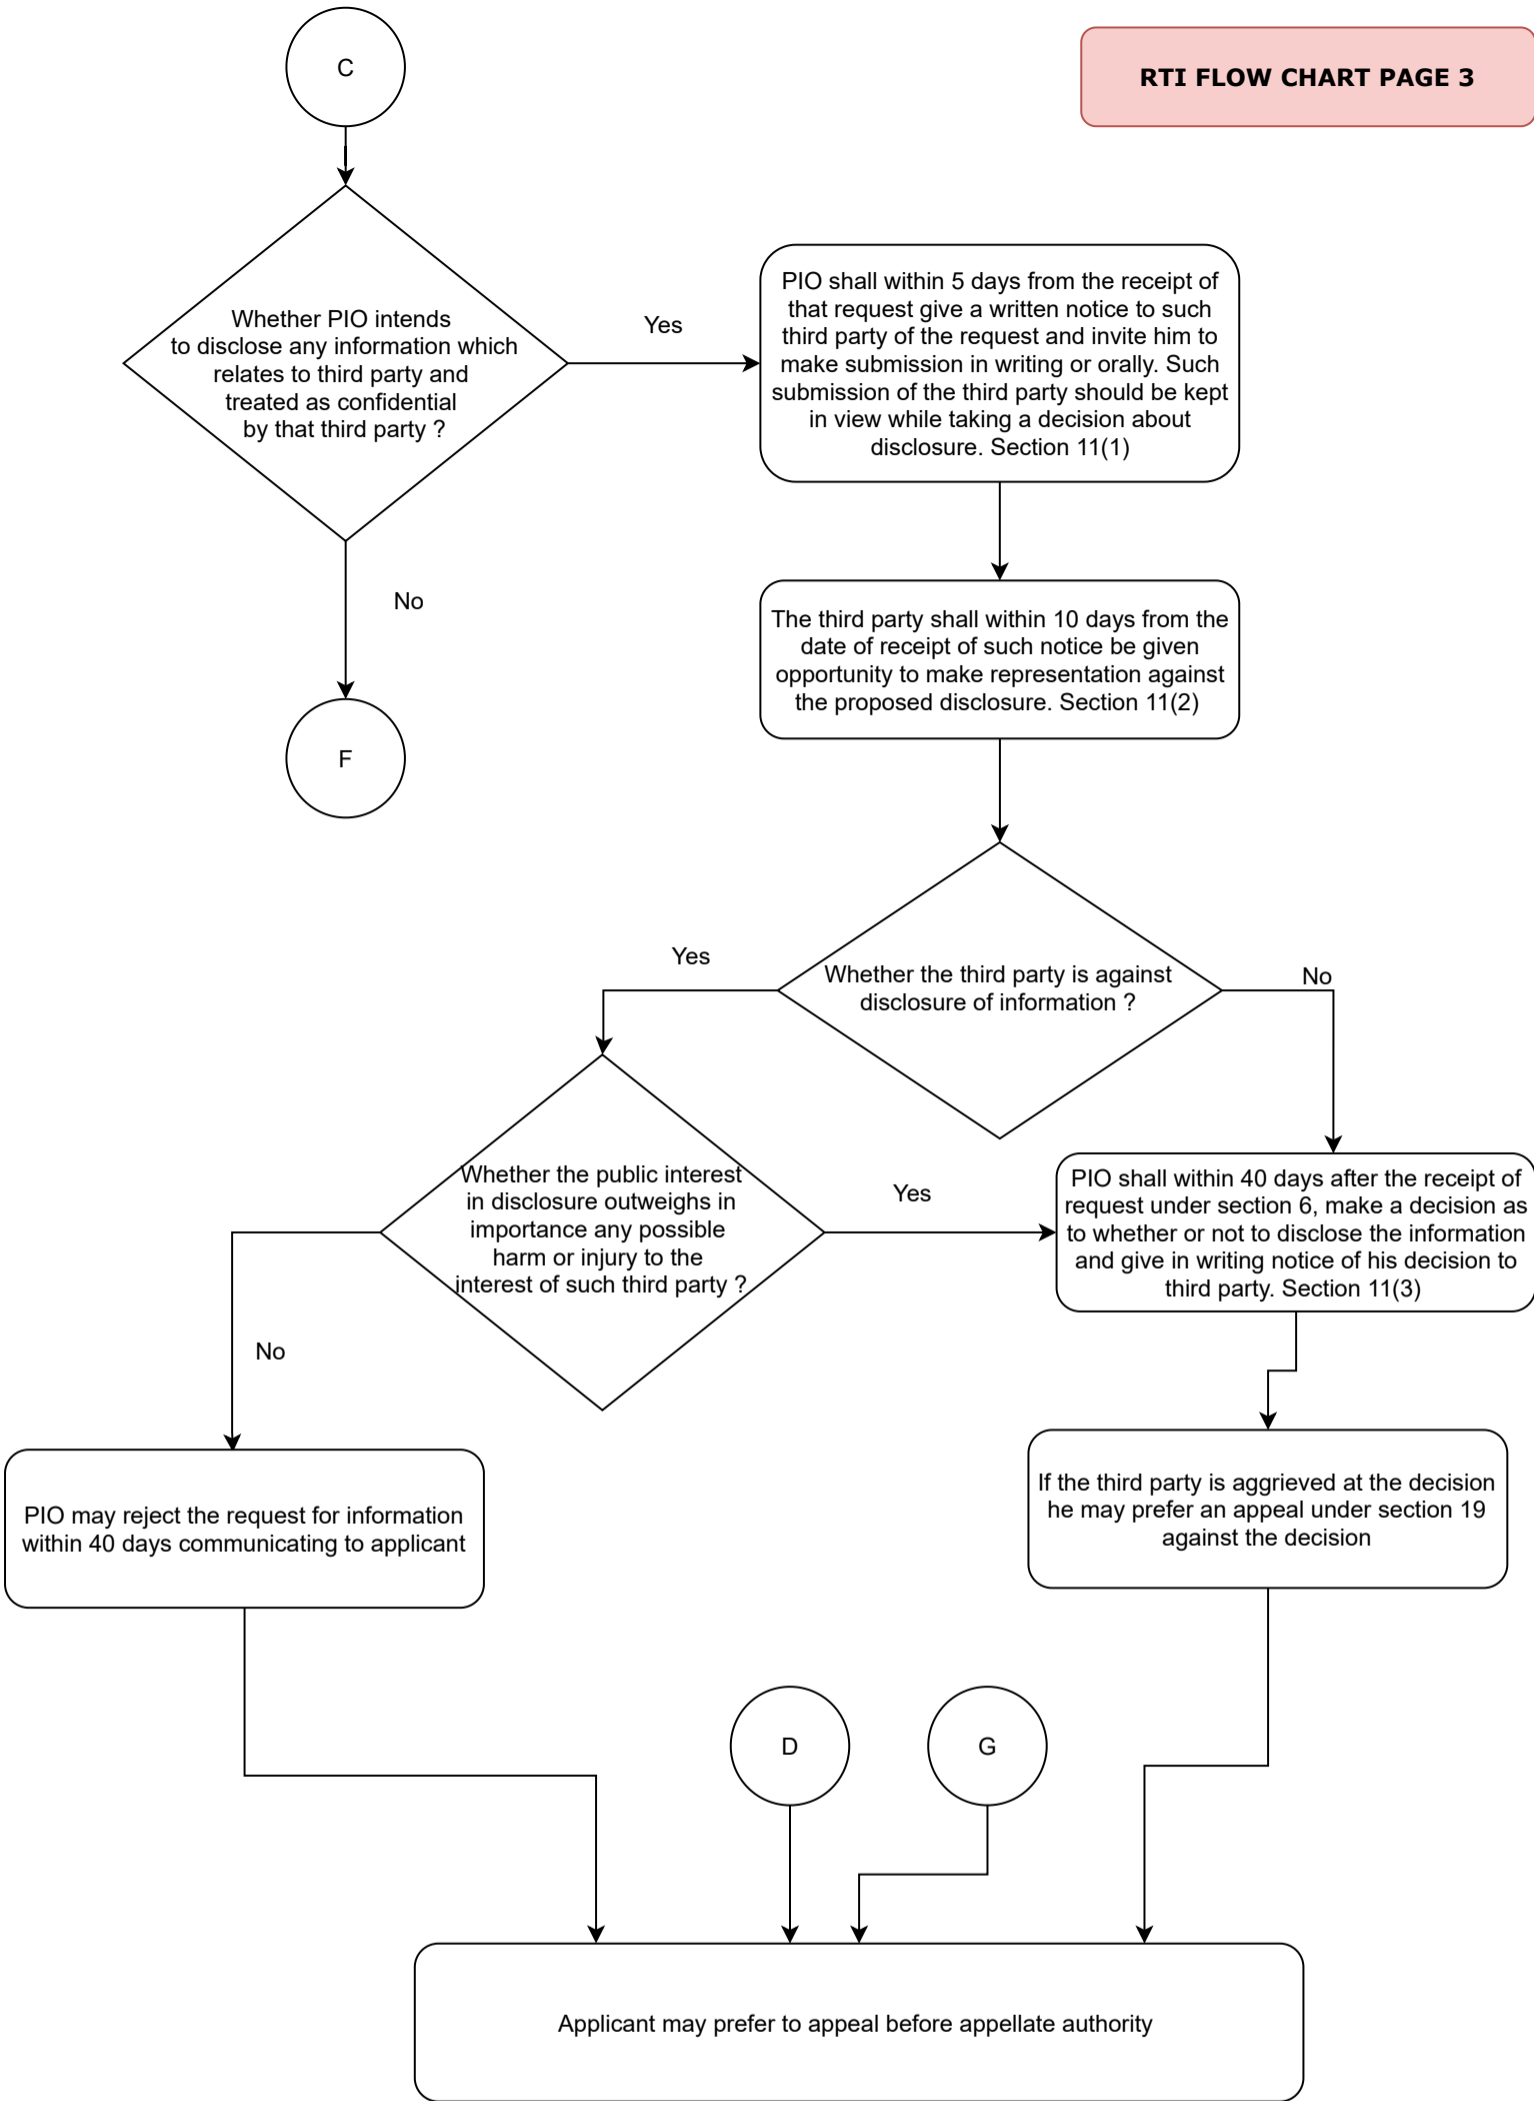 C
RTI FLOW CHART PAGE 3
Whether PIO intends
to disclose any information which
relates to third party and
treated as confidential
by that third party ?
Yes
PIO shall within 5 days from the receipt of
that request give a written notice to such
third party of the request and invite him to
make submission in writing or orally. Such
submission of the third party should be kept
in view while taking a decision about
disclosure. Section 11(1)
No
F
The third party shall within 10 days from the
date of receipt of such notice be given
opportunity to make representation against
the proposed disclosure. Section 11(2)
Whether the third party is against
disclosure of information ?
Yes
No
Whether the public interest
in disclosure outweighs in
importance any possible
harm or injury to the
interest of such third party ?
Yes
PIO shall within 40 days after the receipt of
request under section 6, make a decision as
to whether or not to disclose the information
and give in writing notice of his decision to
third party. Section 11(3)
No
PIO may reject the request for information
within 40 days communicating to applicant
If the third party is aggrieved at the decision
he may prefer an appeal under section 19
against the decision
D
G
Applicant may prefer to appeal before appellate authority